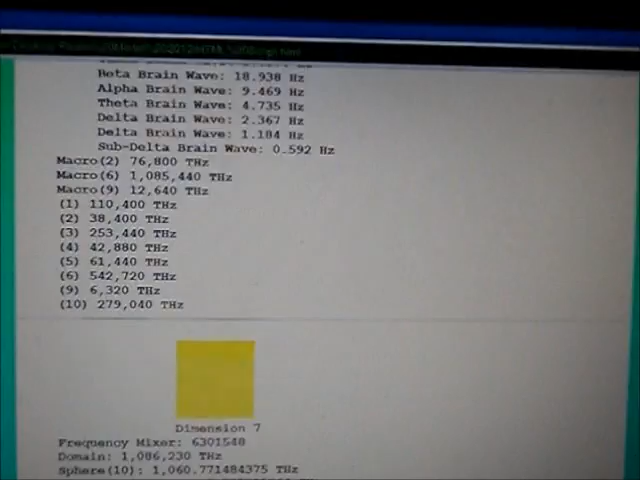 Beta Brain Wave: 18.938 Hz
Alpha Brain Wave: 9.469 Hz
Theta Brain Wave: 4.735 Hz
Delta Brain Wave: 2.367 Hz
Delta Brain Wave: 1.184 Hz
Sub-Delta Brain Wave: 0.592 Hz
Macro(2) 76,800 THz
Macro(6) 1,085,440 THz
Macro(9) 12,640 THz
(1) 110,400 THz
(2) 38,400 THz
(3) 253,440 THz
(4) 42,880 THz
(5) 61,440 THz
(6) 542,720 THz
(9) 6,320 THz
(10) 279,040 THz
Dimension 7
Frequency Mixer: 6301548
Domain: 1,086,230 THz
Sphere(10): 1,060.771484375 THz